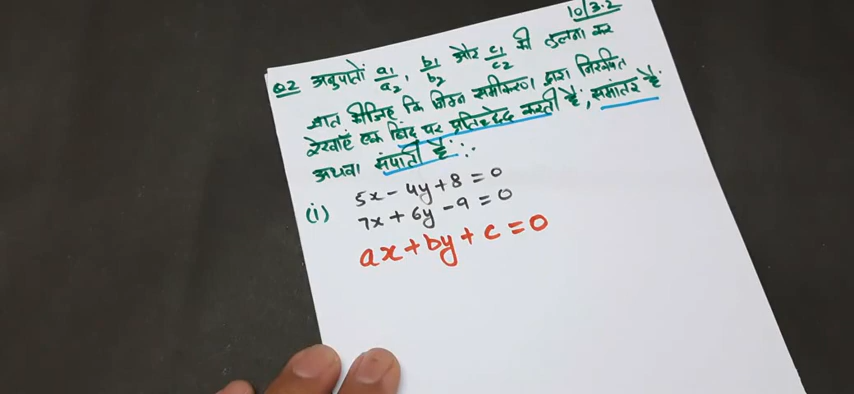 10/3.2
Q2 अनुपातों a1/a2, b1/b2 और c1/c2 की तुलना कर
ज्ञात कीजिए कि निम्न समीकरण द्वारा निरूपित
रेखाएँ एक बिंदु पर प्रतिच्छेद करती हैं, समांतर हैं
अथवा संपाती हैं :-
(i) 5x - 4y + 8 = 0
7x + 6y - 9 = 0
ax + by + c = 0